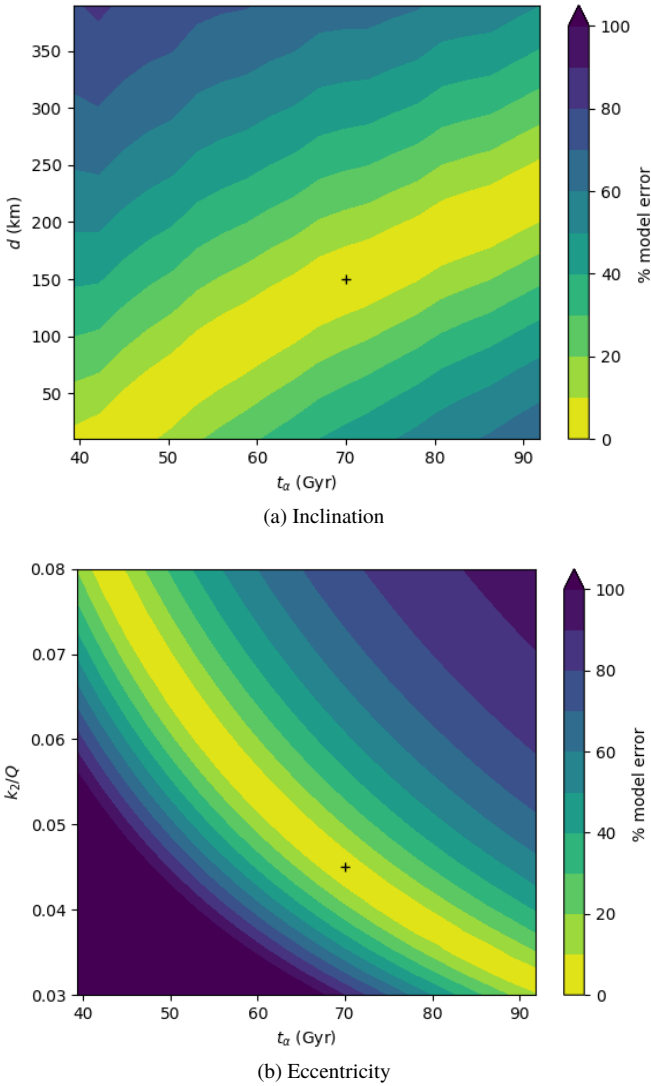 350
300
250
200
150
100
50
d (km)
40 50 60 70 80 90
t_α (Gyr)
100
80
60
40
20
0
% model error
(a) Inclination
0.08
0.07
0.06
0.05
0.04
0.03
k₂/Q
40 50 60 70 80 90
t_α (Gyr)
100
80
60
40
20
0
% model error
(b) Eccentricity